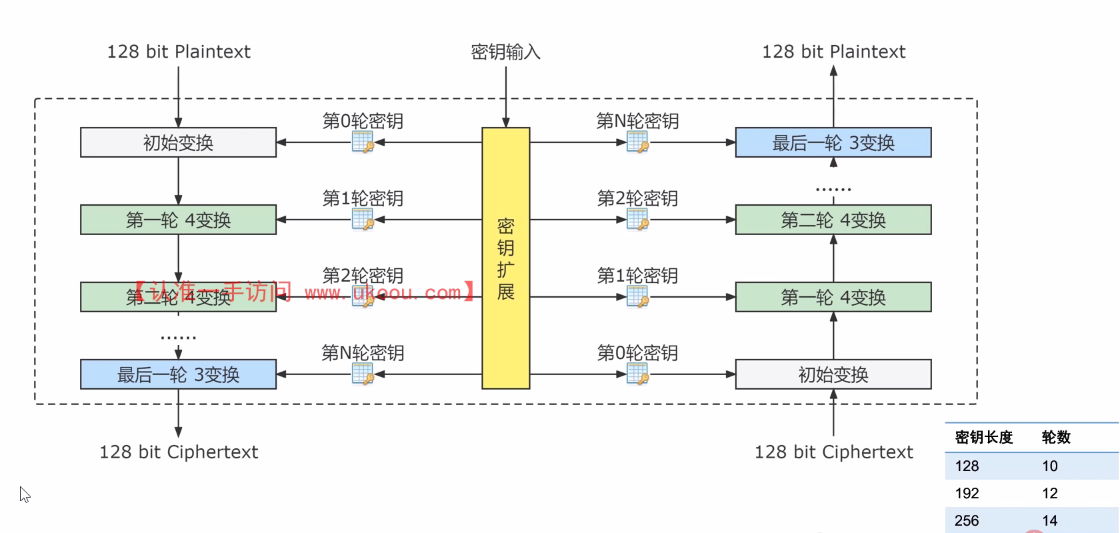 128 bit Plaintext
密钥输入
128 bit Plaintext
第0轮密钥
第N轮密钥
初始变换
最后一轮 3变换
第1轮密钥
第2轮密钥
......
第一轮 4变换
第二轮 4变换
密钥扩展
第2轮密钥
第1轮密钥
第二轮 4变换
【认准一手访问 www.ukoou.com】
第一轮 4变换
......
第N轮密钥
第0轮密钥
最后一轮 3变换
初始变换
128 bit Ciphertext
128 bit Ciphertext
密钥长度 轮数
128 10
192 12
256 14